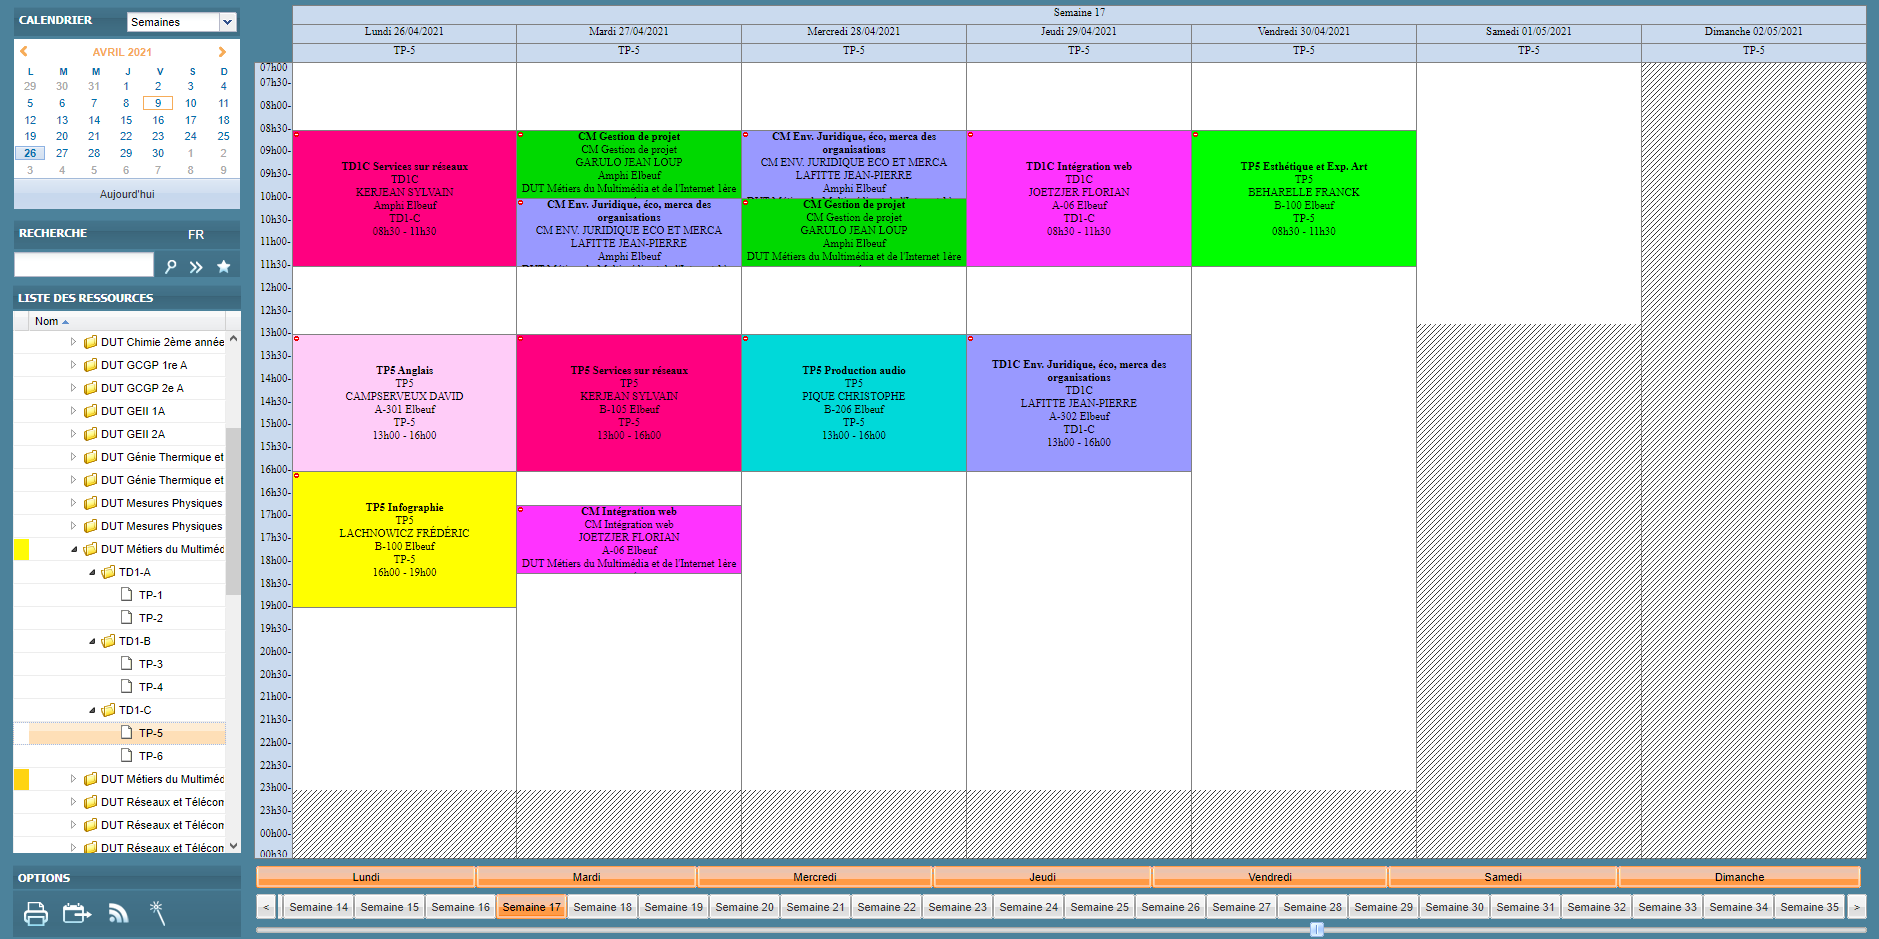 CALENDRIER
Semaines
AVRIL 2021
L M M J V S D
29 30 31 1 2 3 4
5 6 7 8 9 10 11
12 13 14 15 16 17 18
19 20 21 22 23 24 25
26 27 28 29 30 1 2
3 4 5 6 7 8 9
Aujourd'hui
RECHERCHE FR
LISTE DES RESSOURCES
Nom
DUT Chimie 2ème année
DUT GCGP 1re A
DUT GCGP 2e A
DUT GEII 1A
DUT GEII 2A
DUT Génie Thermique et
DUT Génie Thermique et
DUT Mesures Physiques
DUT Mesures Physiques
DUT Métiers du Multiméd
TD1-A
TP-1
TP-2
TD1-B
TP-3
TP-4
TD1-C
TP-5
TP-6
DUT Métiers du Multiméd
DUT Réseaux et Télécom
DUT Réseaux et Télécom
DUT Réseaux et Télécom
OPTIONS
Semaine 17
Lundi 26/04/2021 Mardi 27/04/2021 Mercredi 28/04/2021 Jeudi 29/04/2021 Vendredi 30/04/2021 Samedi 01/05/2021 Dimanche 02/05/2021
TP-5 TP-5 TP-5 TP-5 TP-5 TP-5 TP-5
07h00
07h30-
08h00-
08h30-
09h00-
09h30-
10h00-
10h30-
11h00-
11h30-
12h00-
12h30-
13h00-
13h30-
14h00-
14h30-
15h00-
15h30-
16h00-
16h30-
17h00-
17h30-
18h00-
18h30-
19h00-
19h30-
20h00-
20h30-
21h00-
21h30-
22h00-
22h30-
23h00-
23h30-
00h00-
00h30
TD1C Services sur réseaux
TD1C
KERJEAN SYLVAIN
Amphi Elbeuf
TD1-C
08h30 - 11h30
TP5 Anglais
TP5
CAMPSERVEUX DAVID
A-301 Elbeuf
TP-5
13h00 - 16h00
TP5 Infographie
TP5
LACHNOWICZ FRÉDÉRIC
B-100 Elbeuf
TP-5
16h00 - 19h00
CM Gestion de projet
CM Gestion de projet
GARULO JEAN LOUP
Amphi Elbeuf
DUT Métiers du Multimédia et de l'Internet 1ère
CM Env. Juridique, éco, merca des
organisations
CM ENV. JURIDIQUE ECO ET MERCA
LAFITTE JEAN-PIERRE
Amphi Elbeuf
DUT Métiers du Multimédia et de l'Internet 1ère
TP5 Services sur réseaux
TP5
KERJEAN SYLVAIN
B-105 Elbeuf
TP-5
13h00 - 16h00
CM Intégration web
CM Intégration web
JOETZJER FLORIAN
A-06 Elbeuf
DUT Métiers du Multimédia et de l'Internet 1ère
CM Env. Juridique, éco, merca des
organisations
CM ENV. JURIDIQUE ECO ET MERCA
LAFITTE JEAN-PIERRE
Amphi Elbeuf
DUT Métiers du Multimédia et de l'Internet 1ère
CM Gestion de projet
CM Gestion de projet
GARULO JEAN LOUP
Amphi Elbeuf
DUT Métiers du Multimédia et de l'Internet 1ère
TP5 Production audio
TP5
PIQUE CHRISTOPHE
B-206 Elbeuf
TP-5
13h00 - 16h00
TD1C Intégration web
TD1C
JOETZJER FLORIAN
A-06 Elbeuf
TD1-C
08h30 - 11h30
TD1C Env. Juridique, éco, merca des
organisations
TD1C
LAFITTE JEAN-PIERRE
A-302 Elbeuf
TD1-C
13h00 - 16h00
TP5 Esthétique et Exp. Art
TP5
BEHARELLE FRANCK
B-100 Elbeuf
TP-5
08h30 - 11h30
Lundi Mardi Mercredi Jeudi Vendredi Samedi Dimanche
< Semaine 14 Semaine 15 Semaine 16 Semaine 17 Semaine 18 Semaine 19 Semaine 20 Semaine 21 Semaine 22 Semaine 23 Semaine 24 Semaine 25 Semaine 26 Semaine 27 Semaine 28 Semaine 29 Semaine 30 Semaine 31 Semaine 32 Semaine 33 Semaine 34 Semaine 35 >